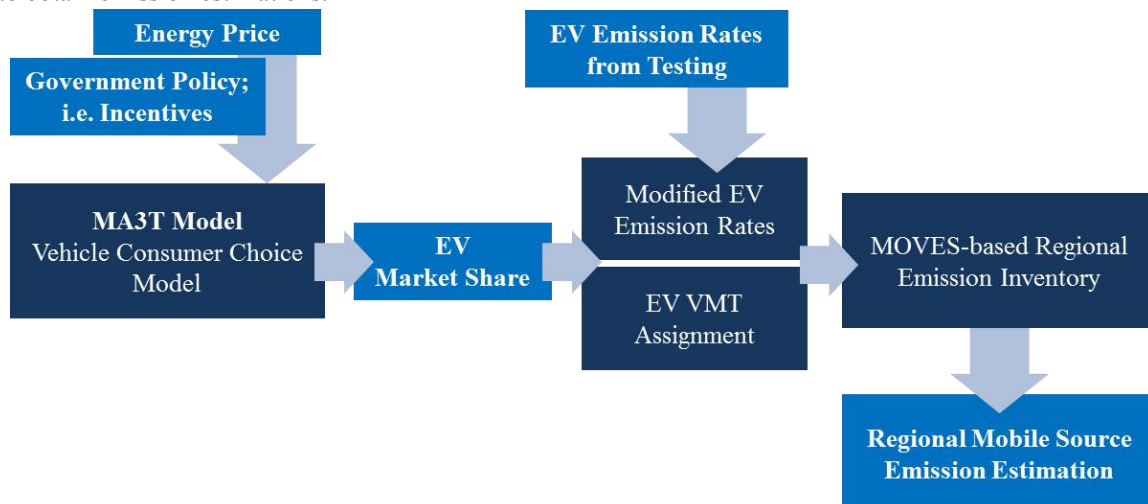 Energy Price
Government Policy;
i.e. Incentives
EV Emission Rates
from Testing
MA3T Model
Vehicle Consumer Choice
Model
EV
Market Share
Modified EV
Emission Rates
EV VMT
Assignment
MOVES-based Regional
Emission Inventory
Regional Mobile Source
Emission Estimation